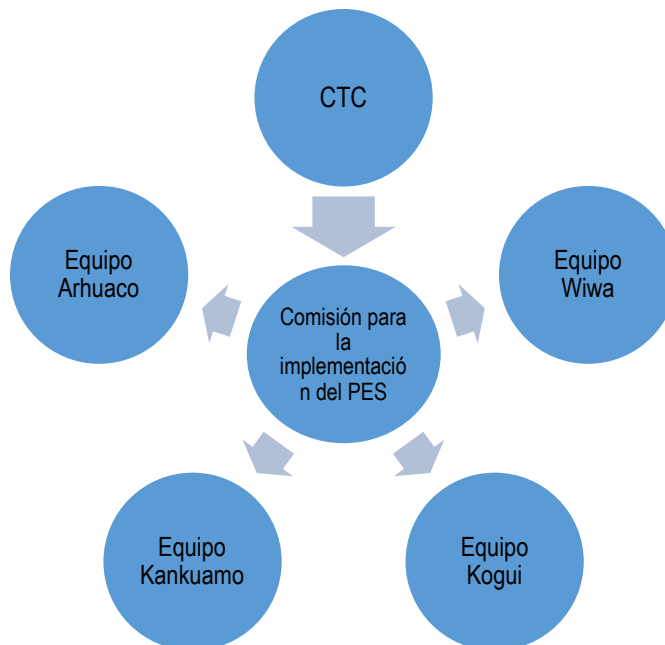 CTC
Equipo
Arhuaco
Equipo
Wiwa
Comisión para
la
implementació
n del PES
Equipo
Kankuamo
Equipo
Kogui